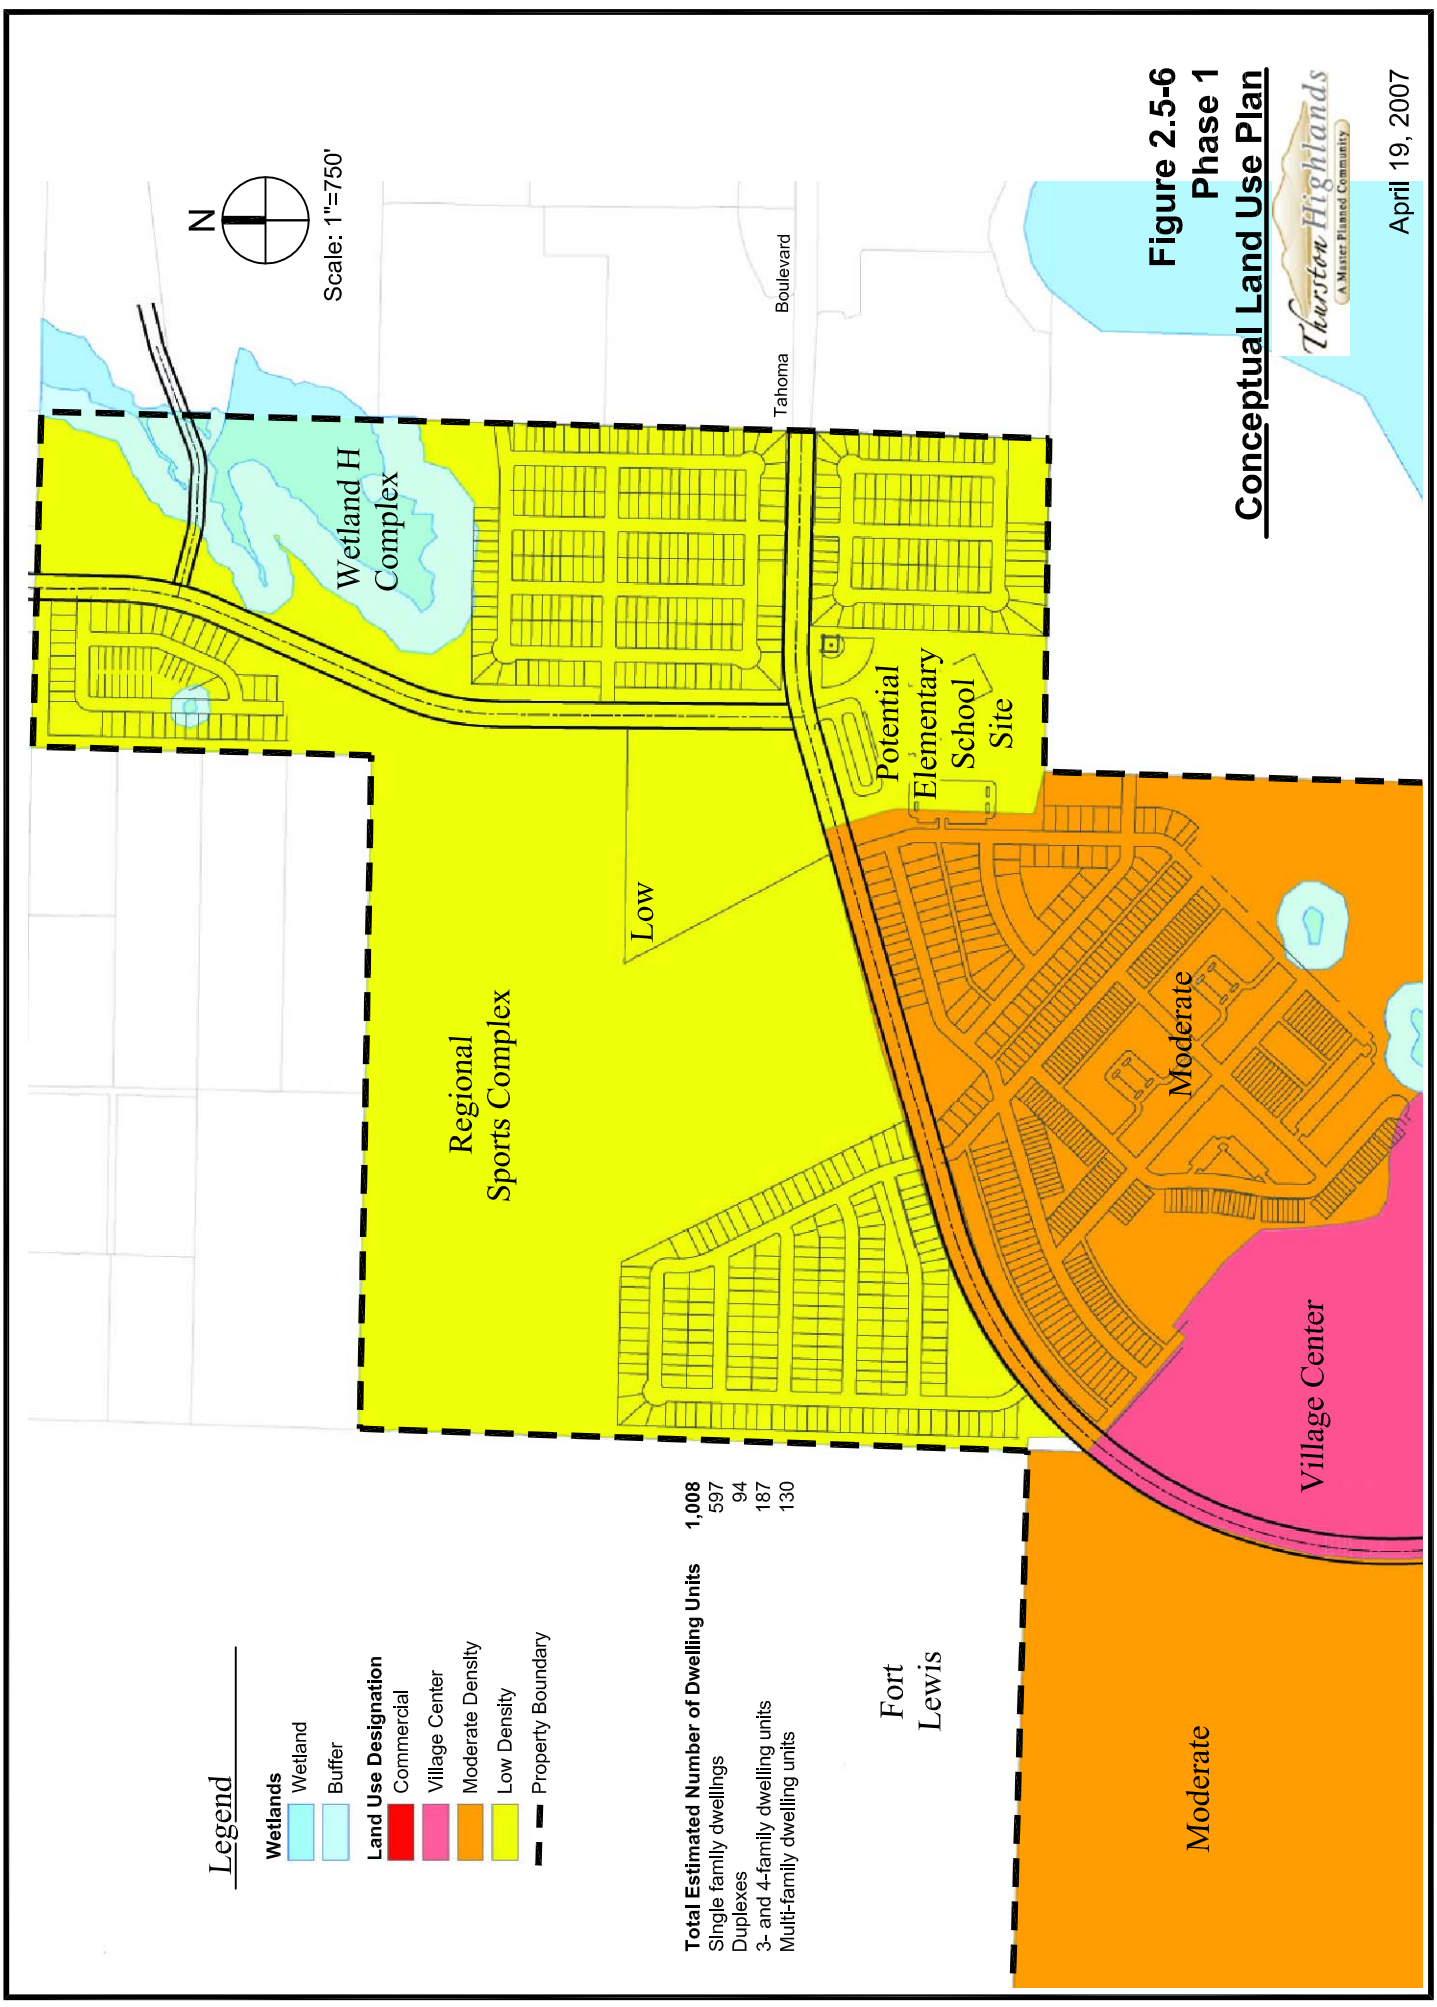 Legend
Wetlands
Wetland
Buffer
Land Use Designation
Commercial
Village Center
Moderate Density
Low Density
Property Boundary
Total Estimated Number of Dwelling Units 1,008
Single family dwellings 597
Duplexes 94
3- and 4-family dwelling units 187
Multi-family dwelling units 130
Fort
Lewis
Moderate
Regional
Sports Complex
Low
Village Center
Moderate
Potential
Elementary
School
Site
Wetland H
Complex
Tahoma Boulevard
N
Scale: 1"=750'
Figure 2.5-6
Phase 1
Conceptual Land Use Plan
Thurston Highlands
A Master Planned Community
April 19, 2007